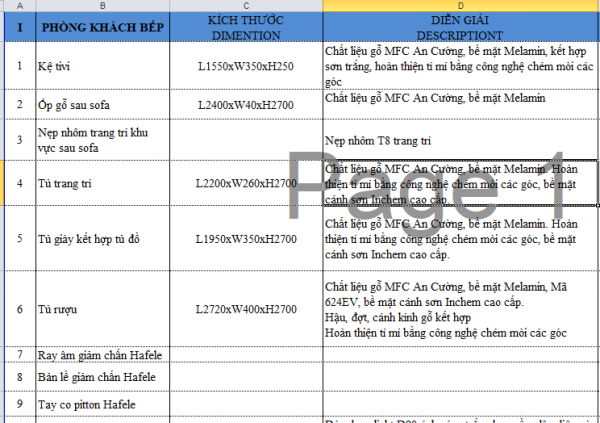 A B C D
I PHÒNG KHÁCH BẾP KÍCH THƯỚC DIỄN GIẢI
DIMENTION DESCRIPTIONT
1 Kệ tivi L1550xW350xH250 Chất liệu gỗ MFC An Cường, bề mặt Melamin, kết hợp
sơn trắng, hoàn thiện tỉ mỉ bằng công nghệ chém mòi các
góc
2 Ốp gỗ sau sofa L2400xW40xH2700 Chất liệu gỗ MFC An Cường, bề mặt Melamin
3 Nẹp nhôm trang trí khu
vực sau sofa Nẹp nhôm T8 trang trí
4 Tủ trang trí L2200xW260xH2700 Chất liệu gỗ MFC An Cường, bề mặt Melamin. Hoàn
thiện tỉ mỉ bằng công nghệ chém mòi các góc, bề mặt
cánh sơn Inchem cao cấp.
Page 1
5 Tủ giày kết hợp tủ đồ L1950xW350xH2700 Chất liệu gỗ MFC An Cường, bề mặt Melamin. Hoàn
thiện tỉ mỉ bằng công nghệ chém mòi các góc, bề mặt
cánh sơn Inchem cao cấp.
6 Tủ rượu L2720xW400xH2700 Chất liệu gỗ MFC An Cường, bề mặt Melamin, Mã
624EV, bề mặt cánh sơn Inchem cao cấp.
Hậu, đợt, cánh kính gỗ kết hợp
Hoàn thiện tỉ mỉ bằng công nghệ chém mòi các góc
7 Ray âm giảm chấn Hafele
8 Bản lề giảm chấn Hafele
9 Tay co pitton Hafele